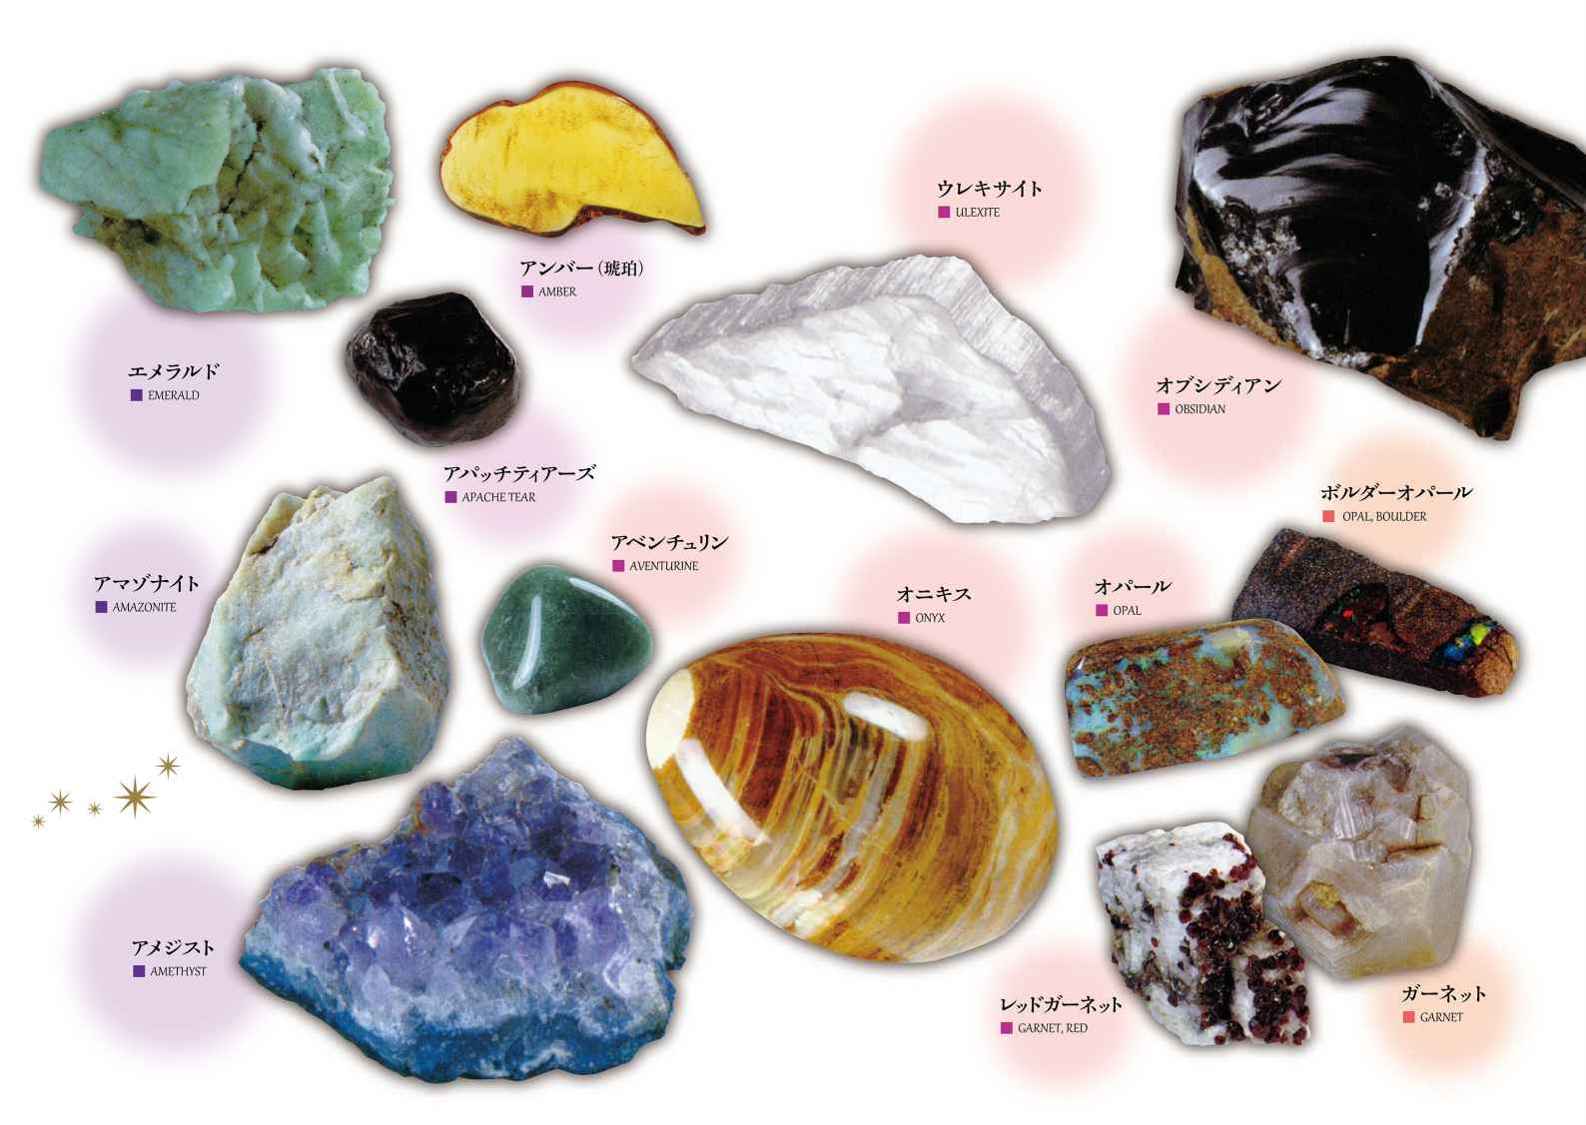 エメラルド
EMERALD
アンバー（琥珀）
AMBER
アパッチティアーズ
APACHE TEAR
アマゾナイト
AMAZONITE
アベンチュリン
AVENTURINE
アメジスト
AMETHYST
ウレキサイト
ULEXITE
オブシディアン
OBSIDIAN
ボルダーオパール
OPAL, BOULDER
オニキス
ONYX
オパール
OPAL
レッドガーネット
GARNET, RED
ガーネット
GARNET